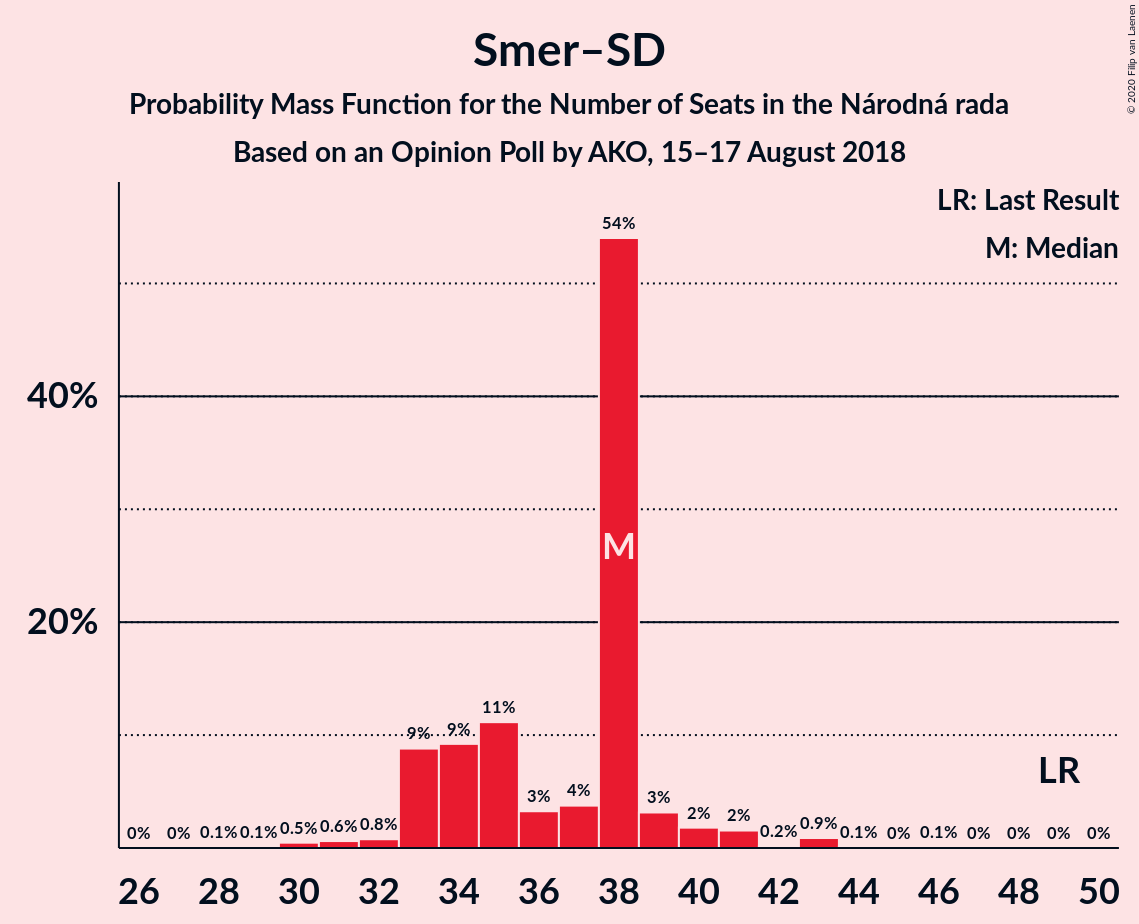 © 2020 Filip van Laenen
Smer–SD
Probability Mass Function for the Number of Seats in the Národná rada
Based on an Opinion Poll by AKO, 15–17 August 2018
LR: Last Result
M: Median
54%
40%
M
20%
11%
9% 9%
LR
3% 4% 3% 2% 2%
0% 0% 0.1% 0.1% 0.5% 0.6% 0.8% 0.2% 0.9% 0.1% 0% 0.1% 0% 0% 0% 0%
26 28 30 32 34 36 38 40 42 44 46 48 50